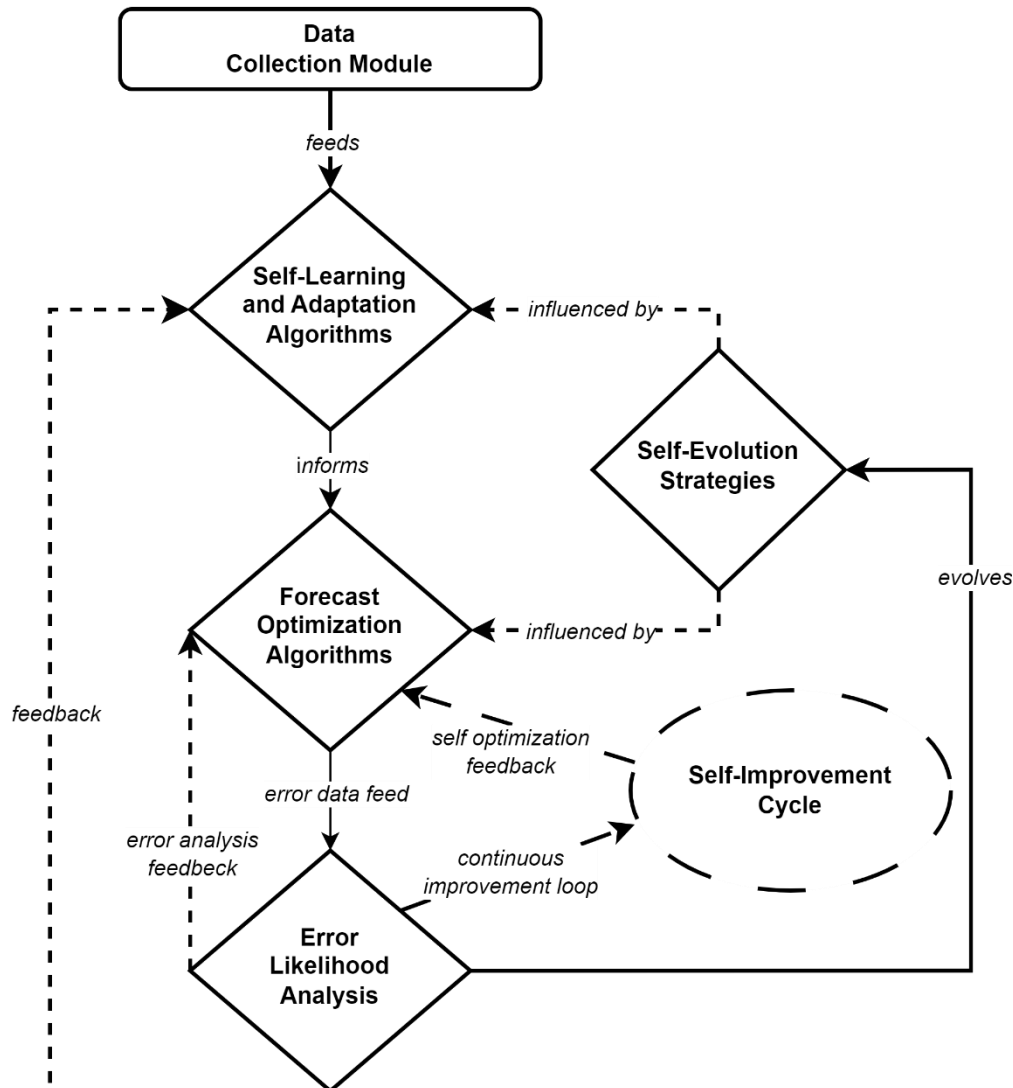 Data
Collection Module
feeds
Self-Learning
and Adaptation
Algorithms
influenced by
informs
Self-Evolution
Strategies
evolves
Forecast
Optimization
Algorithms
influenced by
feedback
self optimization
feedback
Self-Improvement
Cycle
error data feed
error analysis
feedbeck
continuous
improvement loop
Error
Likelihood
Analysis